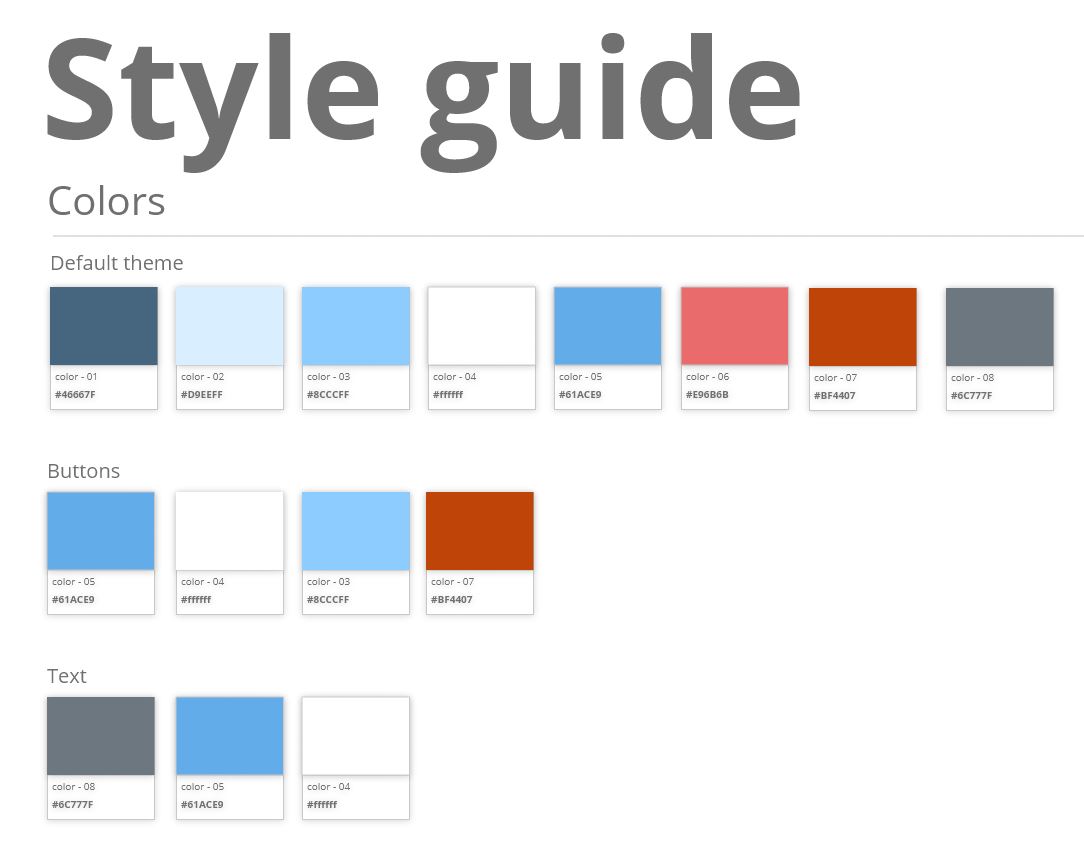 Style guide
Colors
Default theme
color - 01 color - 02 color - 03 color - 04 color - 05 color - 06 color - 07 color - 08
#46667F #D9EEFF #8CCCFF #ffffff #61ACE9 #E96B6B #BF4407 #6C777F
Buttons
color - 05 color - 04 color - 03 color - 07
#61ACE9 #ffffff #8CCCFF #BF4407
Text
color - 08 color - 05 color - 04
#6C777F #61ACE9 #ffffff